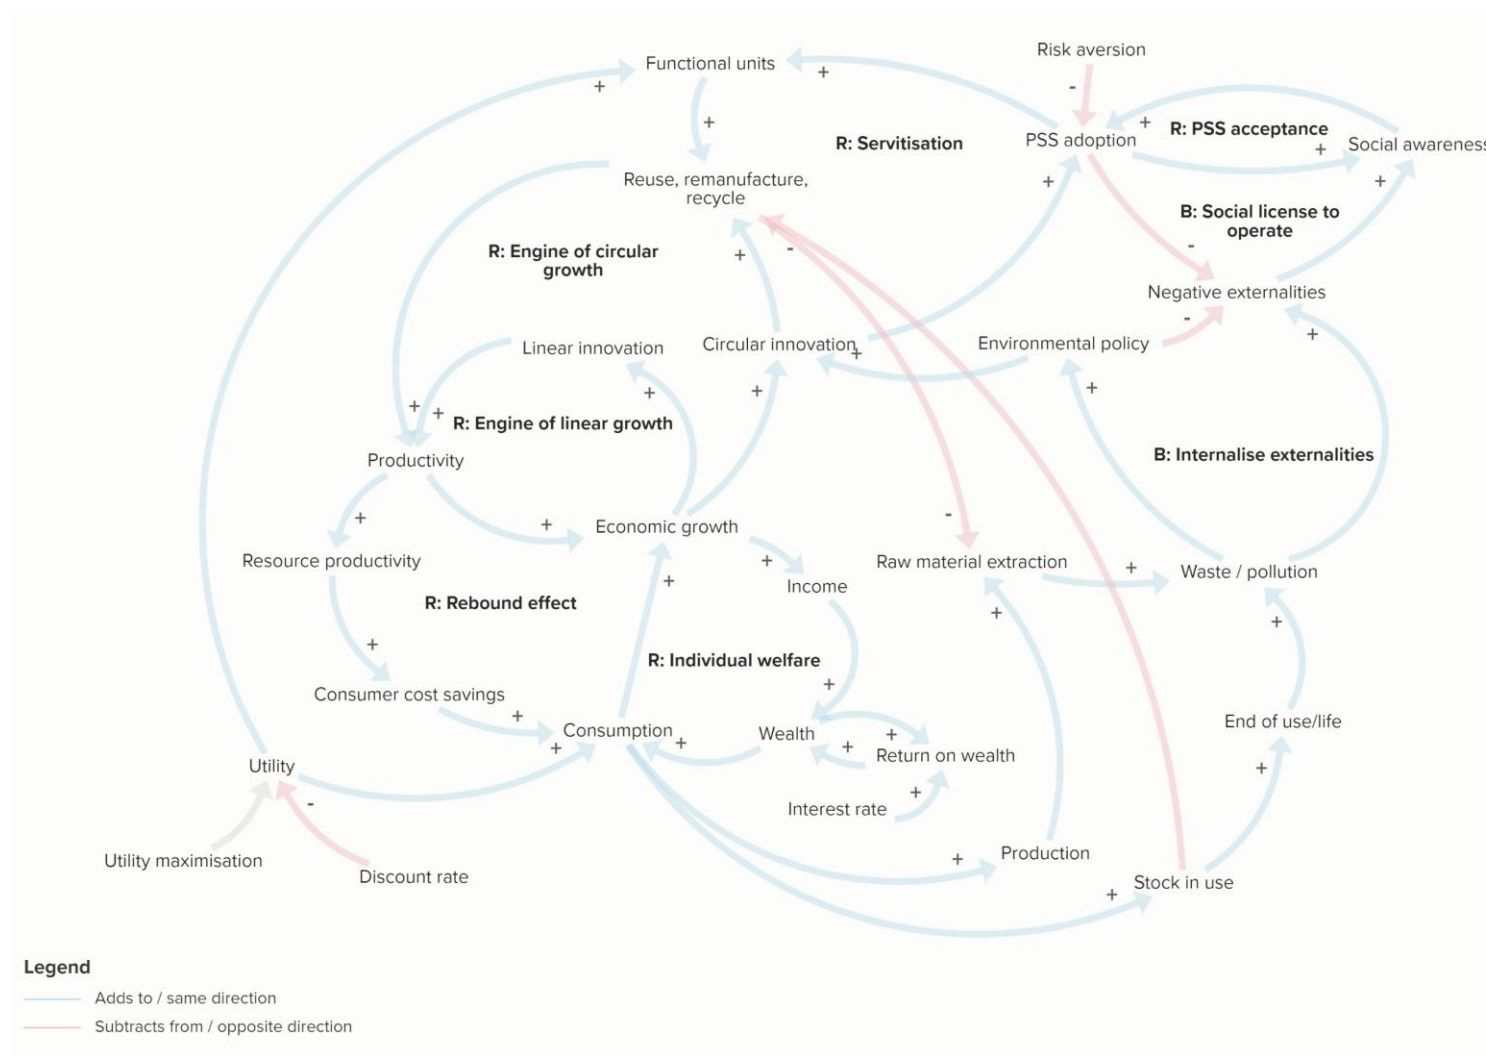 Risk aversion
Functional units
+
+
-
+
R: Servitisation
PSS adoption
+
R: PSS acceptance
+
Social awareness
Reuse, remanufacture,
recycle
+
+
B: Social license to
operate
R: Engine of circular
growth
+
-
-
Negative externalities
-
Linear innovation
Circular innovation
+
Environmental policy
+
+
+
+
+
+
R: Engine of linear growth
B: Internalise externalities
Productivity
+
+
-
Economic growth
Resource productivity
+
Raw material extraction
+
Waste / pollution
+
Income
R: Rebound effect
+
+
+
R: Individual welfare
+
Consumer cost savings
+
Consumption
+
+
Wealth
+
+
Return on wealth
End of use/life
Utility
+
-
Interest rate
+
Utility maximisation
Discount rate
+
Production
+
Stock in use
Legend
Adds to / same direction
Subtracts from / opposite direction